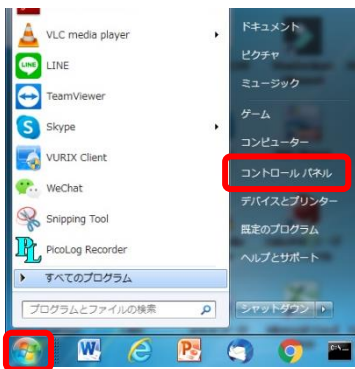 VLC media player
LINE
TeamViewer
Skype
VURIX Client
WeChat
Snipping Tool
PicoLog Recorder
すべてのプログラム
プログラムとファイルの検索
ドキュメント
ピクチャ
ミュージック
ゲーム
コンピューター
コントロール パネル
デバイスとプリンター
既定のプログラム
ヘルプとサポート
シャットダウン